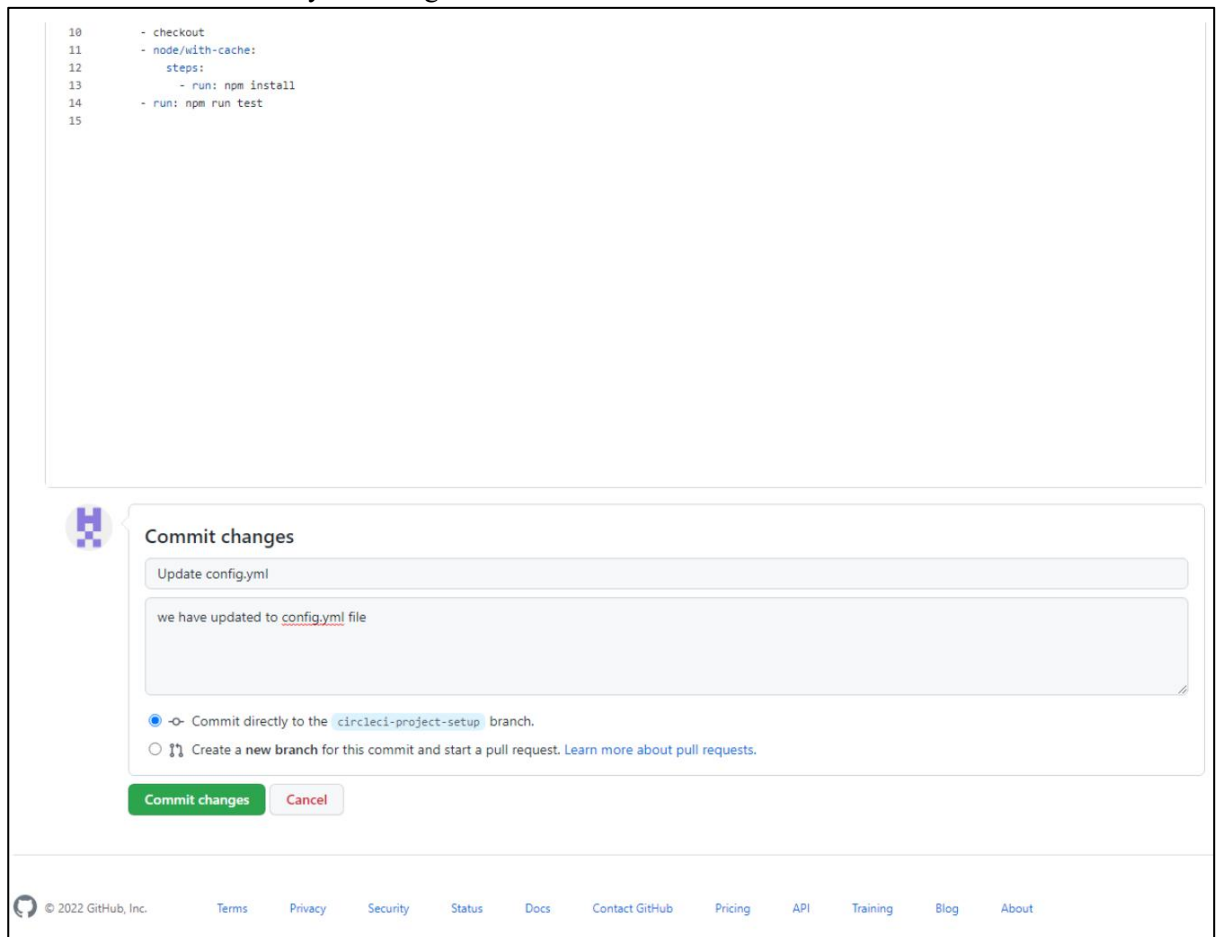 10 - checkout
11 - node/with-cache:
12 steps:
13 - run: npm install
14 - run: npm run test
15
Commit changes
Update config.yml
we have updated to config.yml file
Commit directly to the circleci-project-setup branch.
Create a new branch for this commit and start a pull request. Learn more about pull requests.
Commit changes Cancel
© 2022 GitHub, Inc. Terms Privacy Security Status Docs Contact GitHub Pricing API Training Blog About